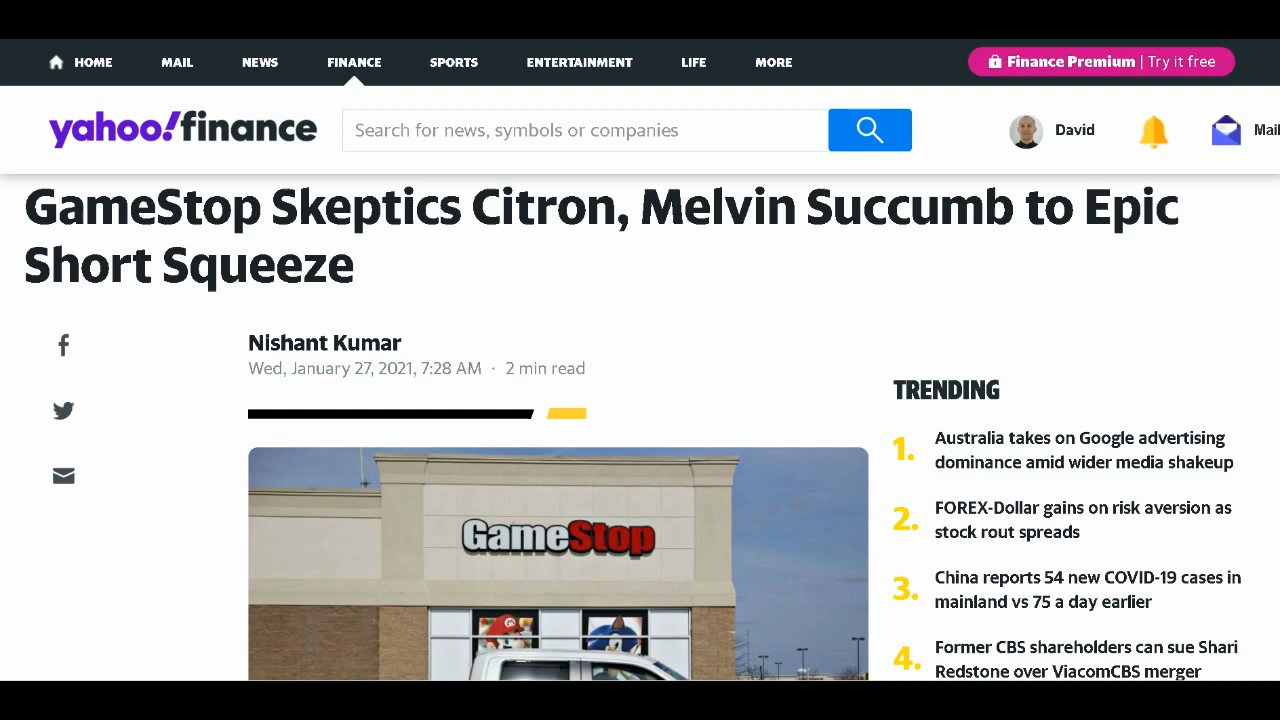 HOME MAIL NEWS FINANCE SPORTS ENTERTAINMENT LIFE MORE Finance Premium | Try it free
yahoo!finance Search for news, symbols or companies David Mail
GameStop Skeptics Citron, Melvin Succumb to Epic
Short Squeeze
Nishant Kumar
Wed, January 27, 2021, 7:28 AM · 2 min read
GameStop
TRENDING
1. Australia takes on Google advertising
dominance amid wider media shakeup
2. FOREX-Dollar gains on risk aversion as
stock rout spreads
3. China reports 54 new COVID-19 cases in
mainland vs 75 a day earlier
4. Former CBS shareholders can sue Shari
Redstone over ViacomCBS merger